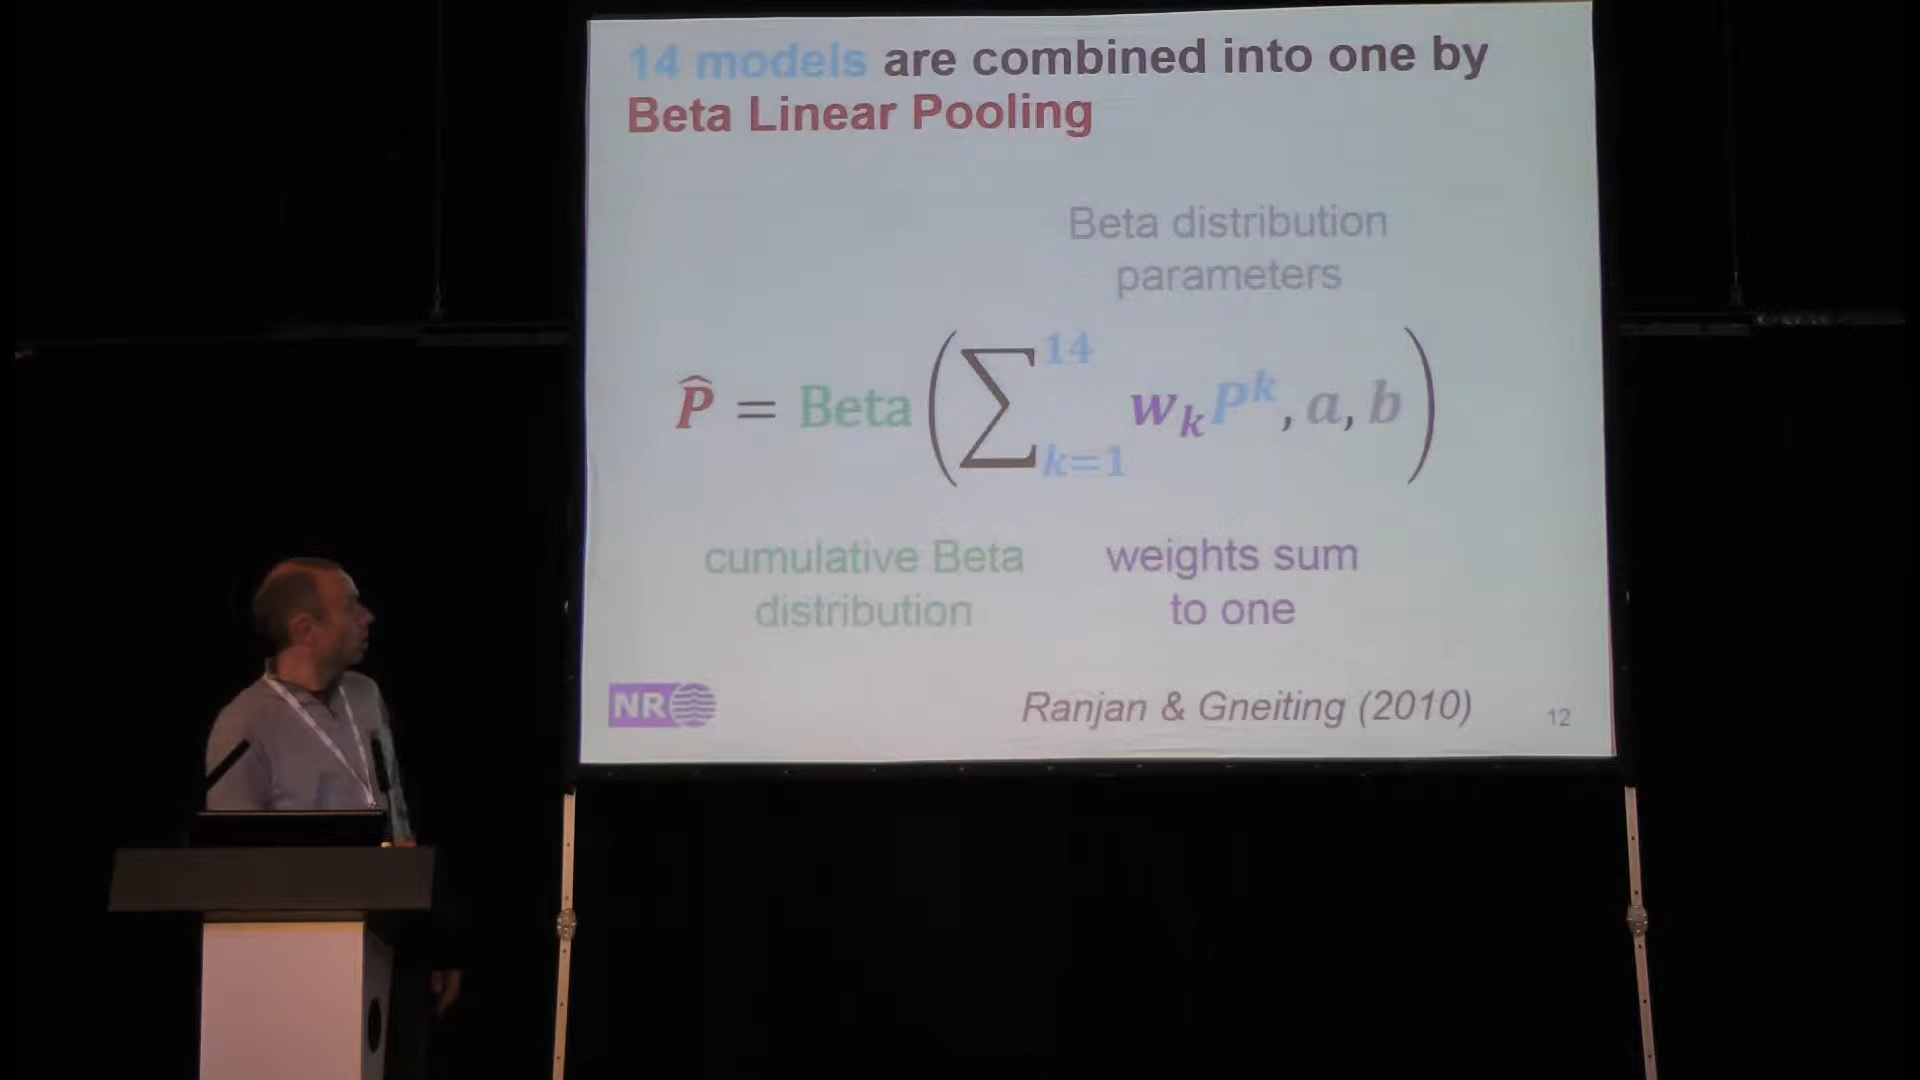 14 models are combined into one by
Beta Linear Pooling
Beta distribution
parameters
P̂ = Beta(∑_{k=1}^{14} w_k P^k, a, b)
cumulative Beta
distribution
weights sum
to one
NR
Ranjan & Gneiting (2010)
12